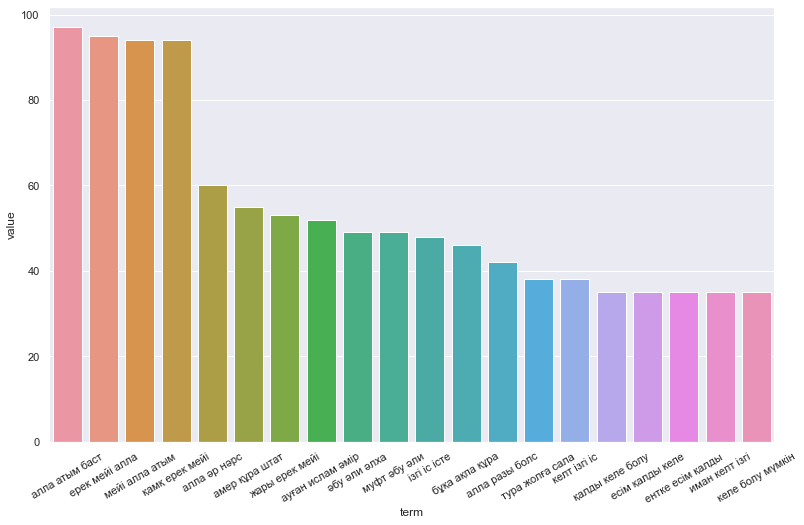 100
80
60
40
20
0
value
алла атым баст
ерек мейі алла
мейі алла атым
қамқ ерек мейі
алла әр нәрс
амер құра штат
жары ерек мейі
ауған ислам әмір
әбу әли әлха
муфт әбу әли
ізгі іс істе
бұқа ақпа құра
алла разы болс
тура жолға сала
келт ізгі іс
қалды келе болу
есім қалды келе
ентке есім қалды
иман келт ізгі
келе болу мүмкін
term